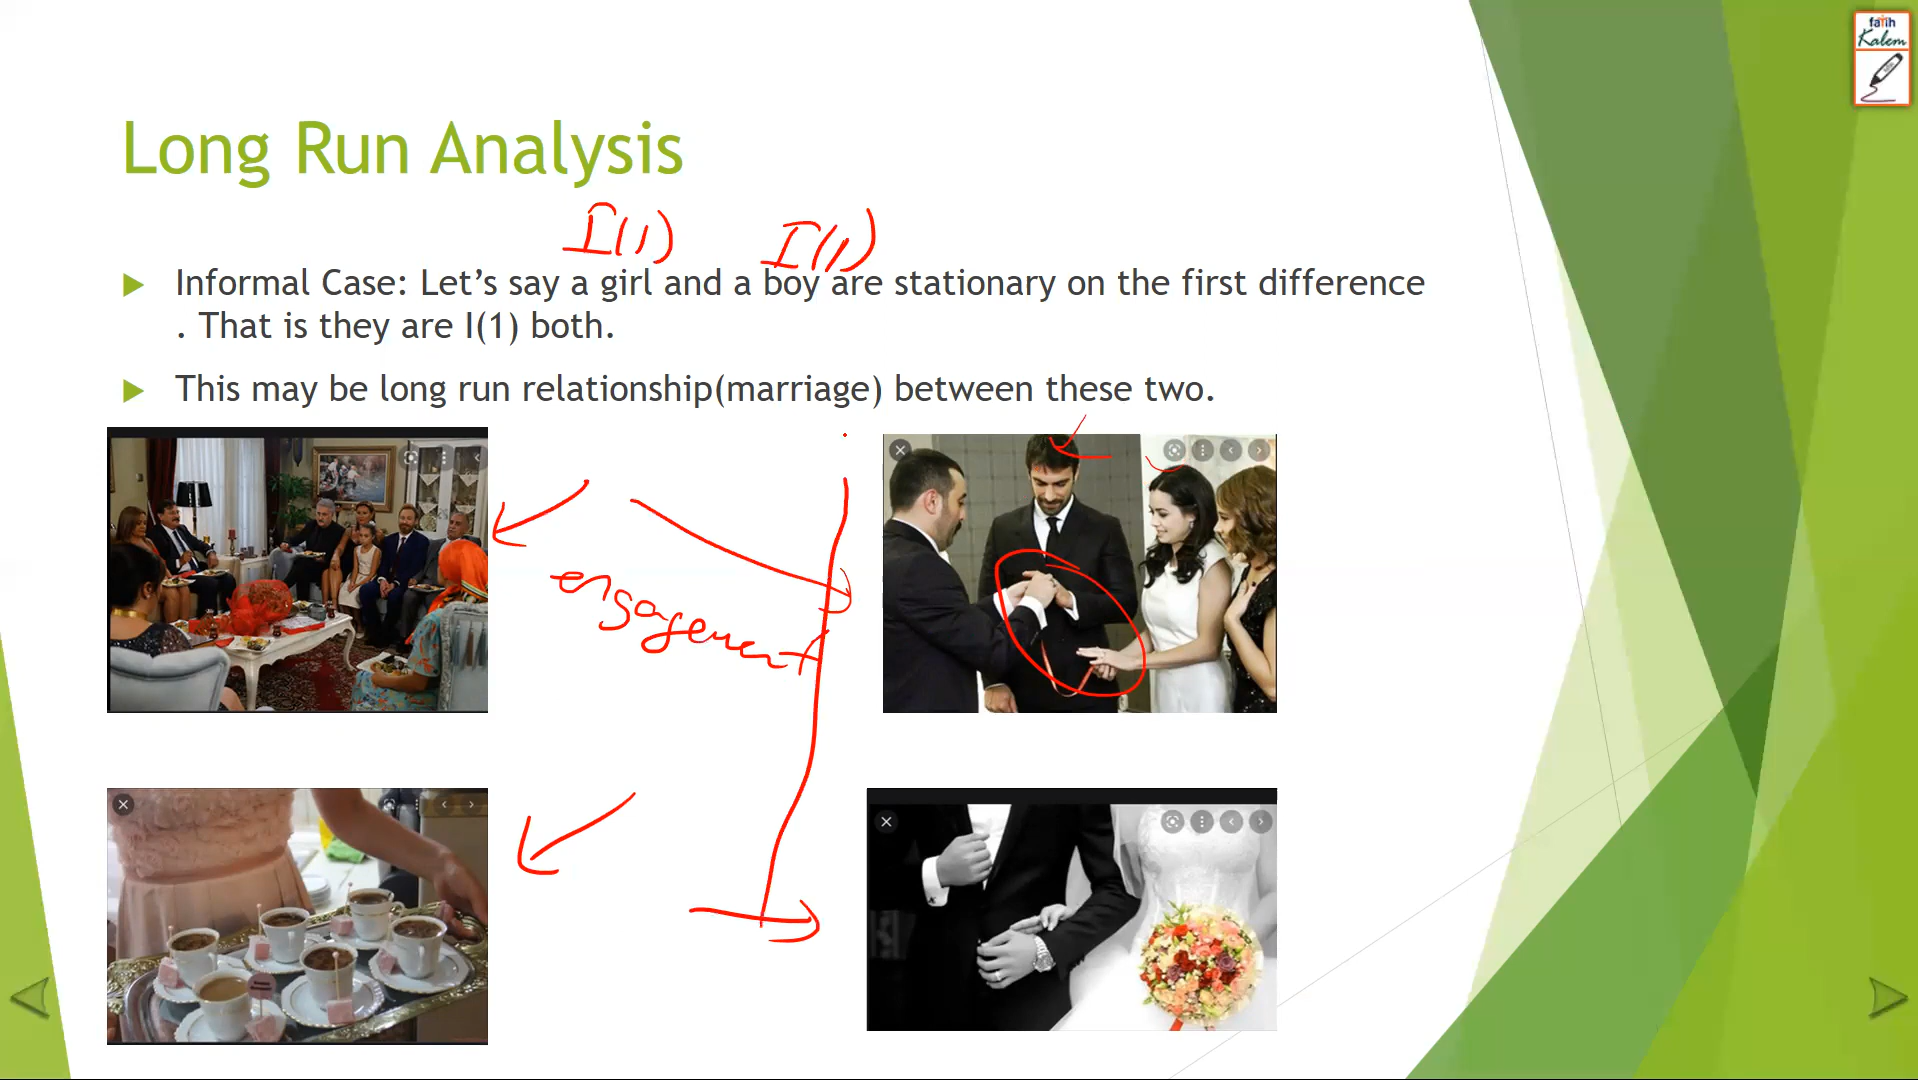 fatih
Kalem
Long Run Analysis
I(1) I(1)
Informal Case: Let’s say a girl and a boy are stationary on the first difference
. That is they are I(1) both.
This may be long run relationship(marriage) between these two.
engagement